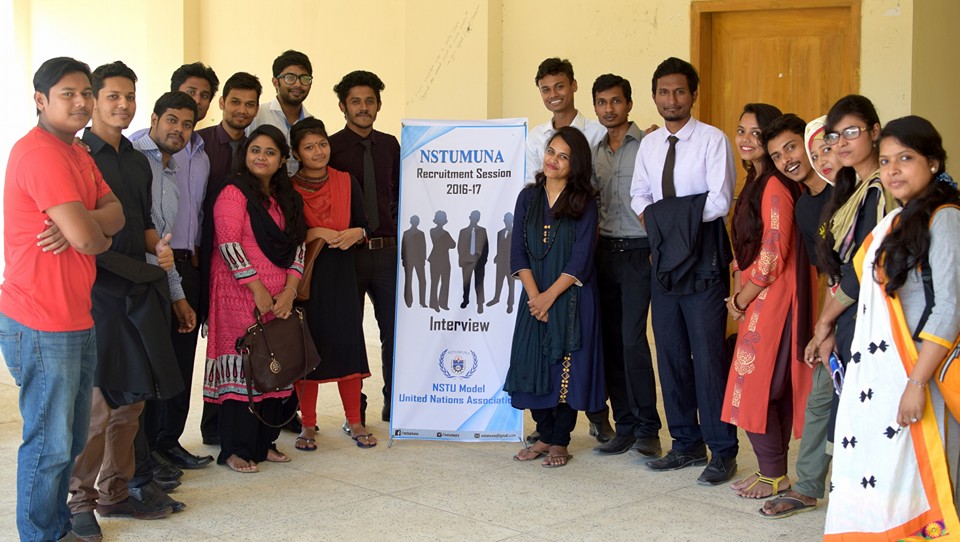 NSTUMUNA
Recruitment Session
2016-17
Interview
NSTU Model
United Nations Association